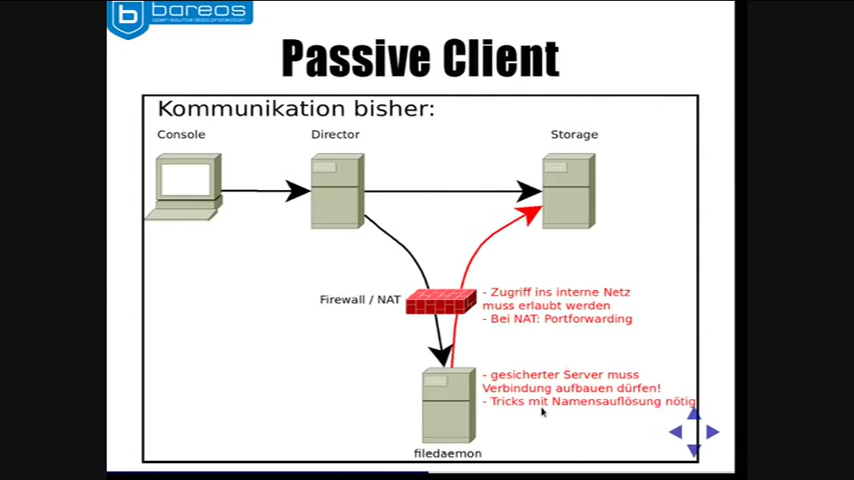 bareos
open source data protection
Passive Client
Kommunikation bisher:
Console
Director
Storage
Firewall / NAT
- Zugriff ins interne Netz
muss erlaubt werden
- Bei NAT: Portforwarding
- gesicherter Server muss
Verbindung aufbauen dürfen!
- Tricks mit Namensauflösung nötig
filedaemon